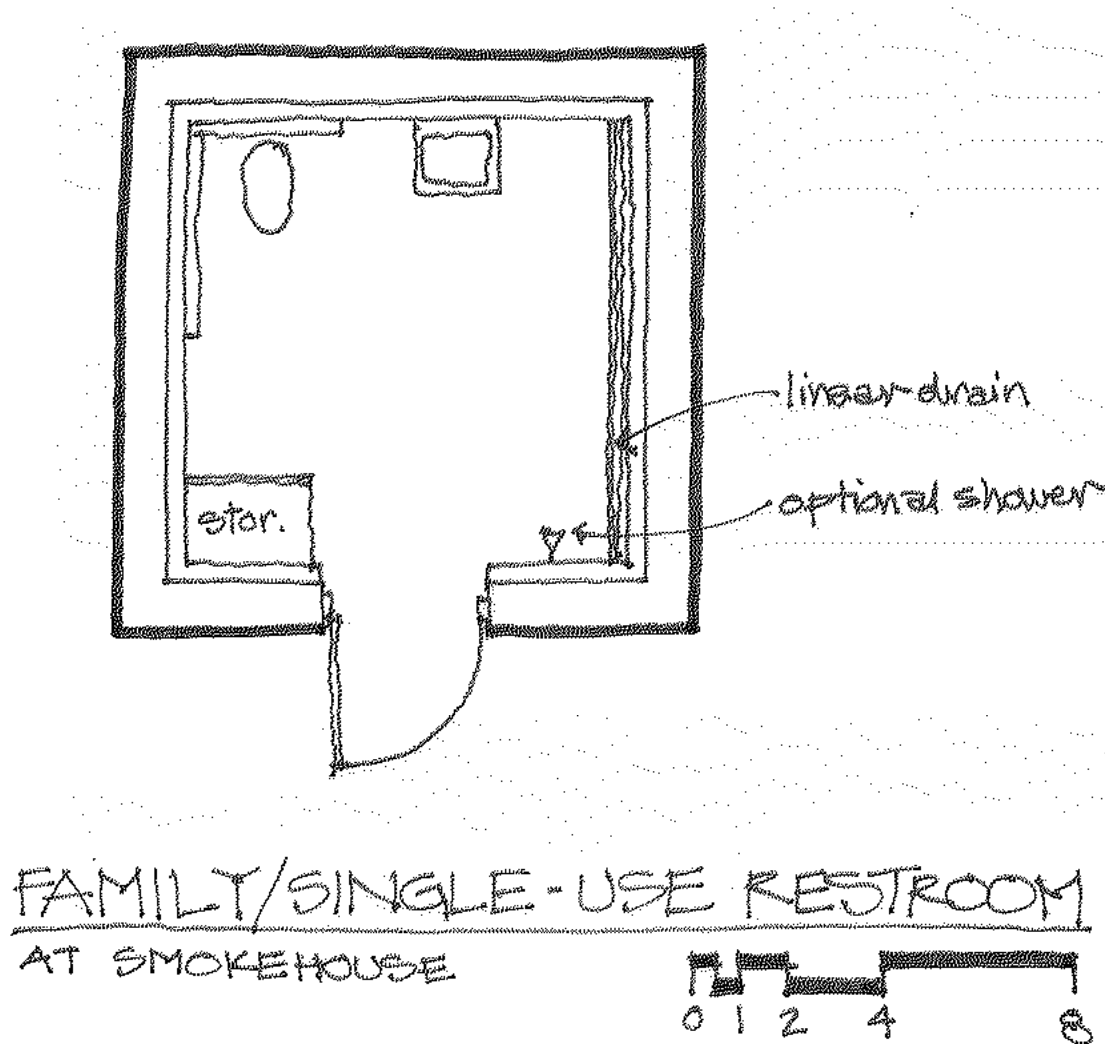 linear drain
optional shower
stor.
FAMILY/SINGLE-USE RESTROOM
AT SMOKEHOUSE
0 1 2 4 8